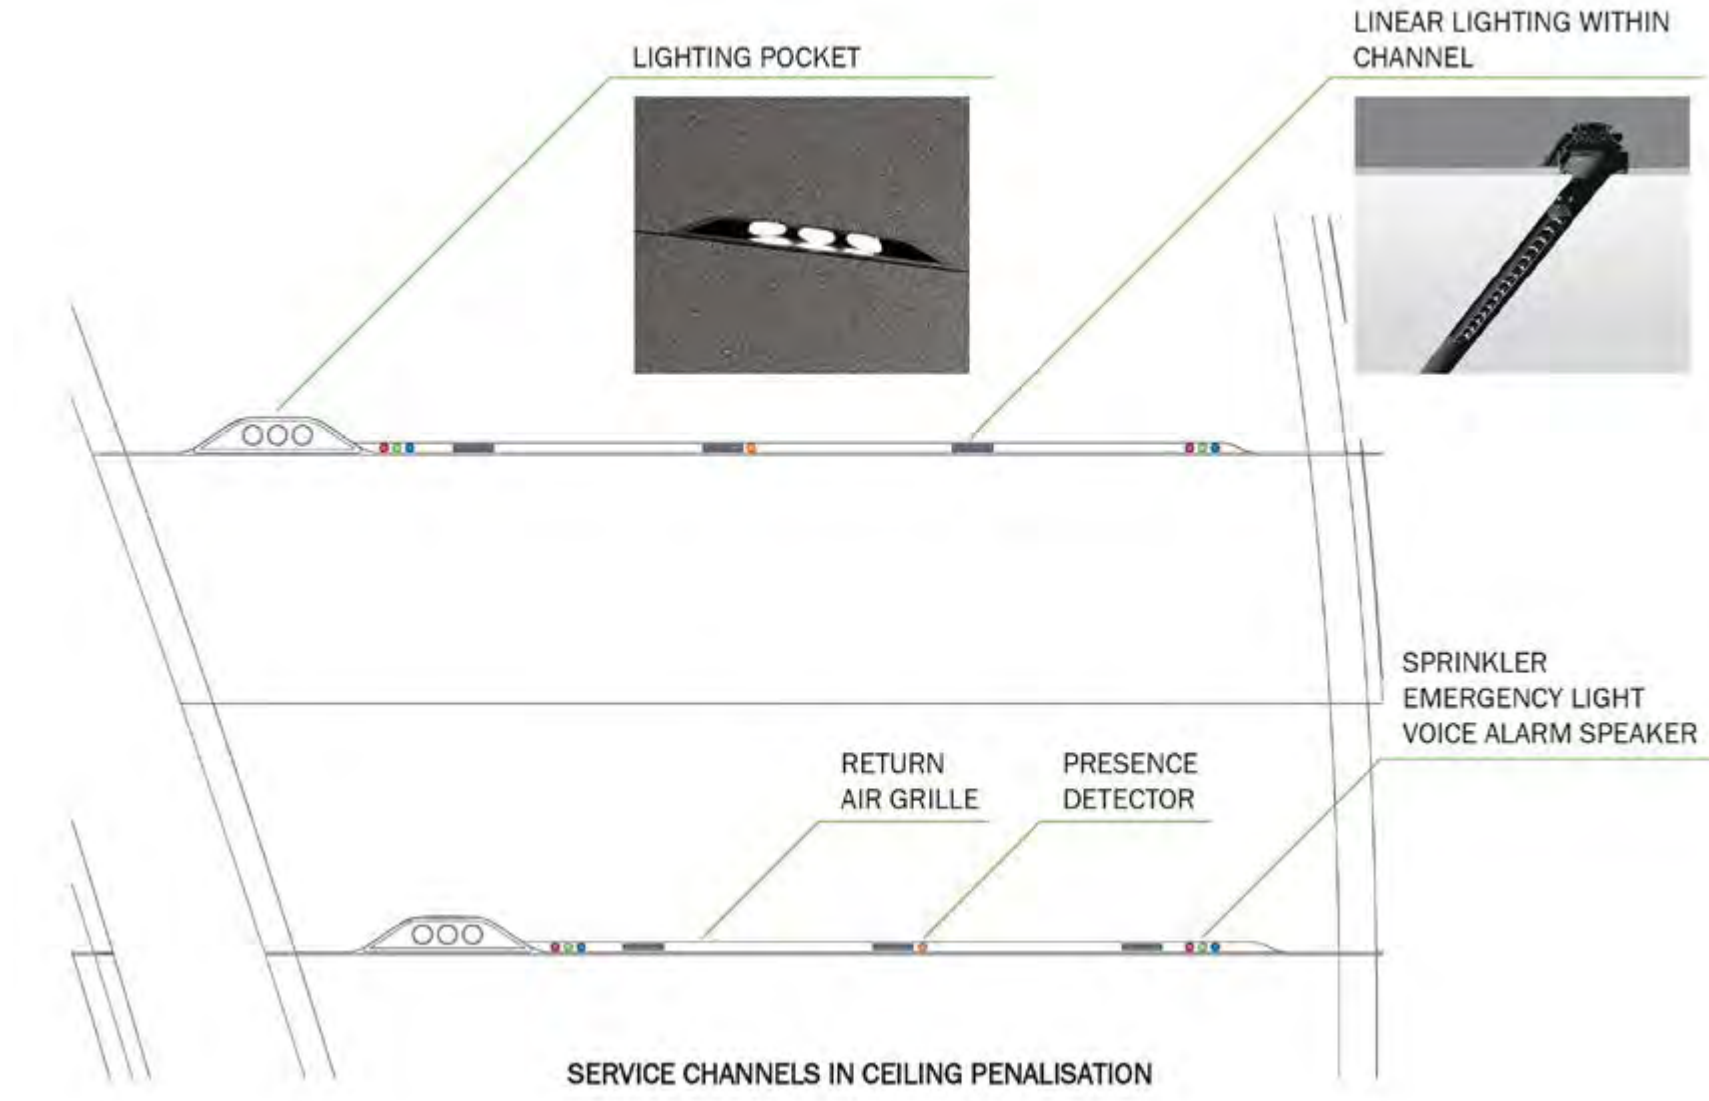 LIGHTING POCKET
LINEAR LIGHTING WITHIN
CHANNEL
SPRINKLER
EMERGENCY LIGHT
VOICE ALARM SPEAKER
RETURN
AIR GRILLE
PRESENCE
DETECTOR
SERVICE CHANNELS IN CEILING PENALISATION